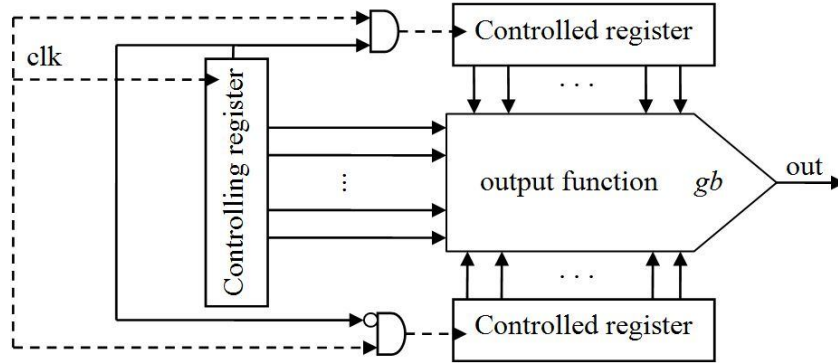 Controlled register
clk
Controlling register
. . .
output function gb
out
...
. . .
Controlled register